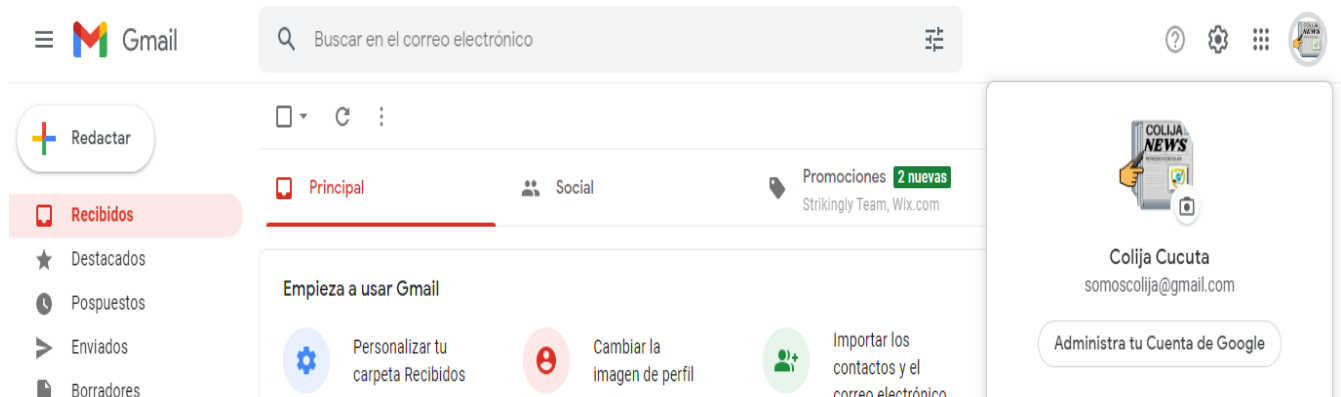 Gmail
Buscar en el correo electrónico
Redactar
Recibidos
Destacados
Pospuestos
Enviados
Borradores
Principal
Social
Promociones 2 nuevas
Strikingly Team, Wix.com
Empieza a usar Gmail
Personalizar tu
carpeta Recibidos
Cambiar la
imagen de perfil
Importar los
contactos y el
correo electrónico
COLIJA
NEWS
Colija Cucuta
somoscolija@gmail.com
Administra tu Cuenta de Google